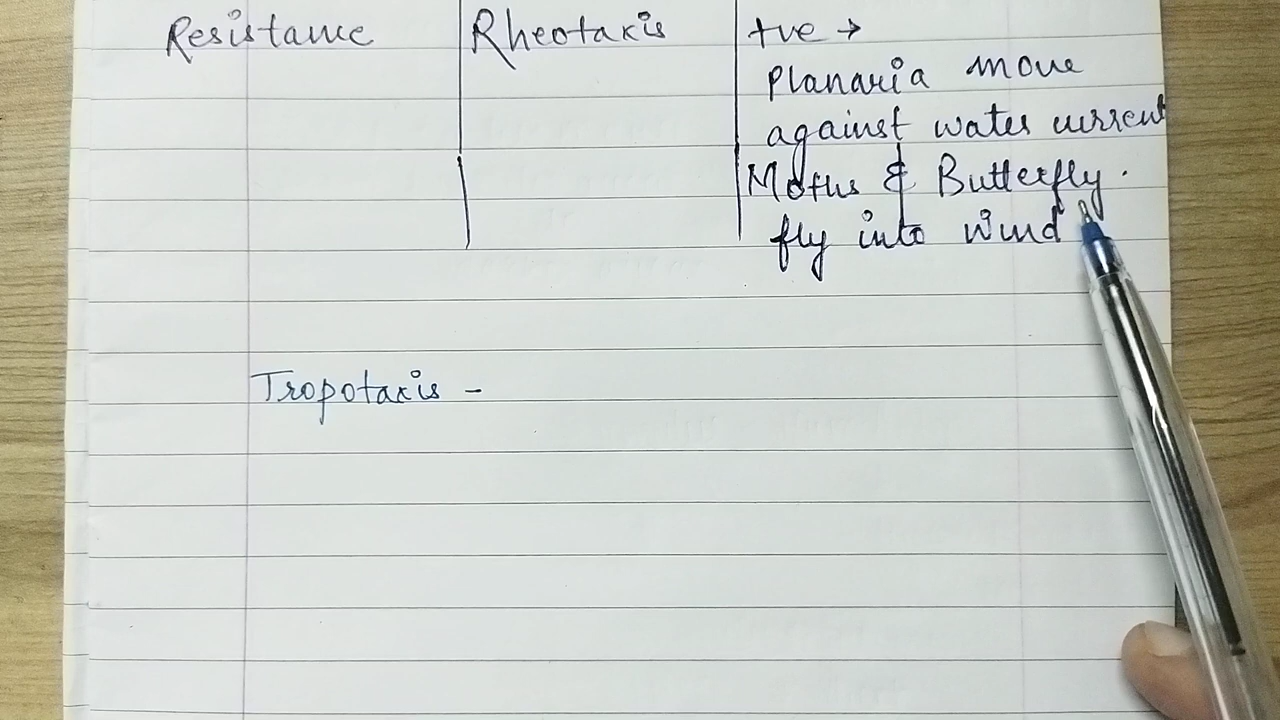 Resistance Rheotaxis +ve →
Planaria move
against water current
Moths & Butterfly.
fly into wind
Tropotaxis -